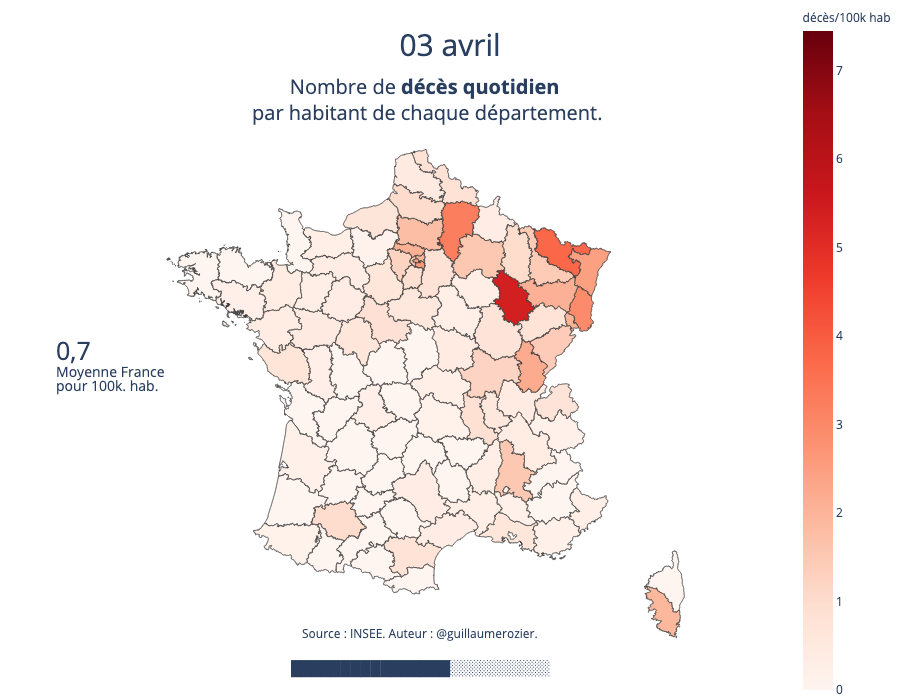 décès/100k hab
03 avril
Nombre de décès quotidien
par habitant de chaque département.
7
6
5
4
3
2
1
0
0,7
Moyenne France
pour 100k. hab.
Source : INSEE. Auteur : @guillaumerozier.